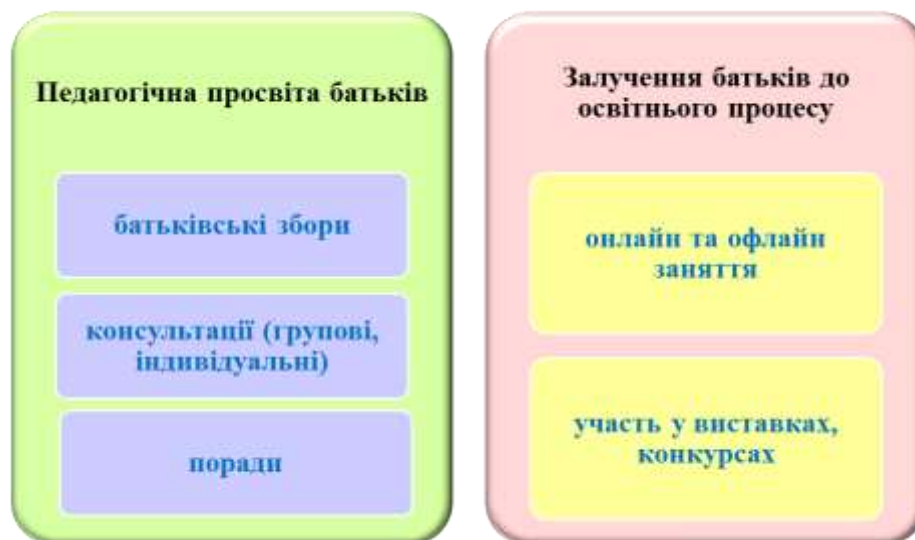 Педагогічна просвіта батьків
батьківські збори
консультації (групові,
індивідуальні)
поради
Залучення батьків до
освітнього процесу
онлайн та офлайн
заняття
участь у виставках,
конкурсах